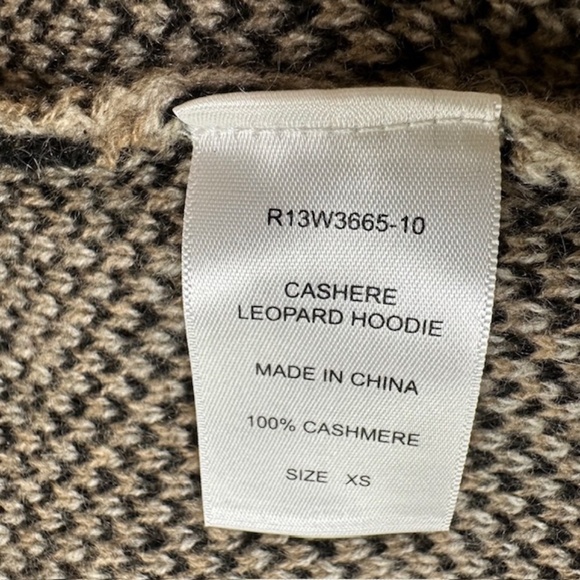 R13W3665-10
CASHERE
LEOPARD HOODIE
MADE IN CHINA
100% CASHMERE
SIZE XS